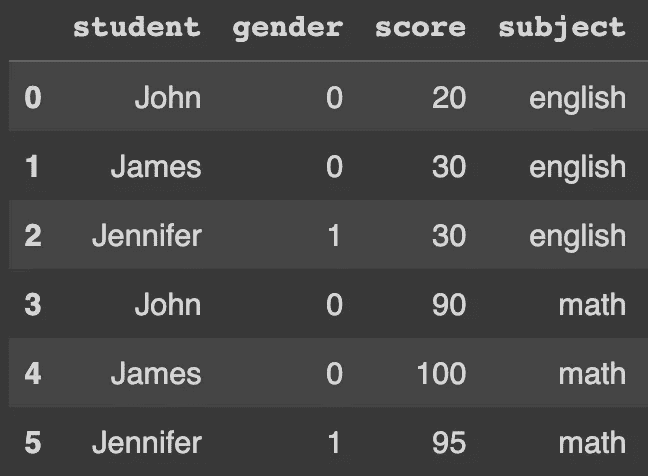 student gender score subject
0 John 0 20 english
1 James 0 30 english
2 Jennifer 1 30 english
3 John 0 90 math
4 James 0 100 math
5 Jennifer 1 95 math